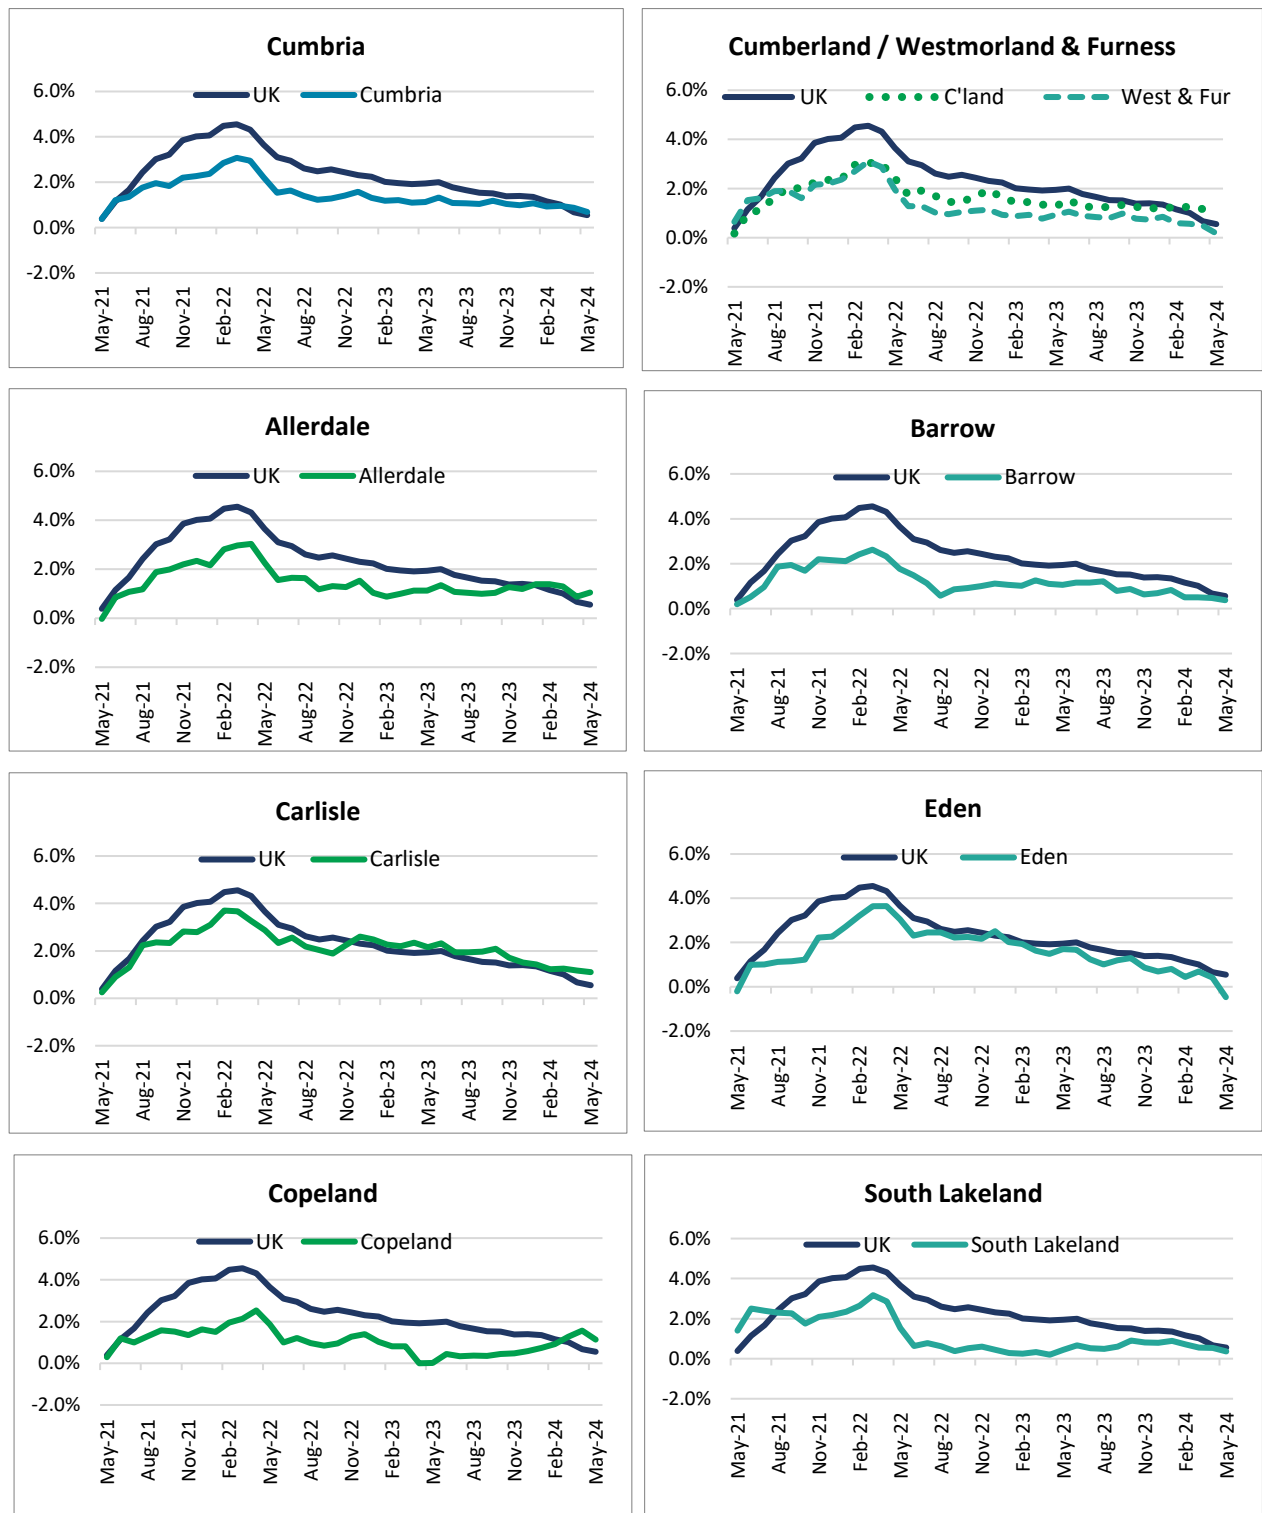 Cumbria
UK Cumbria
6.0%
4.0%
2.0%
0.0%
-2.0%
May-21 Aug-21 Nov-21 Feb-22 May-22 Aug-22 Nov-22 Feb-23 May-23 Aug-23 Nov-23 Feb-24 May-24
Cumberland / Westmorland & Furness
UK C'land West & Fur
6.0%
4.0%
2.0%
0.0%
-2.0%
May-21 Aug-21 Nov-21 Feb-22 May-22 Aug-22 Nov-22 Feb-23 May-23 Aug-23 Nov-23 Feb-24 May-24
Allerdale
UK Allerdale
6.0%
4.0%
2.0%
0.0%
-2.0%
May-21 Aug-21 Nov-21 Feb-22 May-22 Aug-22 Nov-22 Feb-23 May-23 Aug-23 Nov-23 Feb-24 May-24
Barrow
UK Barrow
6.0%
4.0%
2.0%
0.0%
-2.0%
May-21 Aug-21 Nov-21 Feb-22 May-22 Aug-22 Nov-22 Feb-23 May-23 Aug-23 Nov-23 Feb-24 May-24
Carlisle
UK Carlisle
6.0%
4.0%
2.0%
0.0%
-2.0%
May-21 Aug-21 Nov-21 Feb-22 May-22 Aug-22 Nov-22 Feb-23 May-23 Aug-23 Nov-23 Feb-24 May-24
Eden
UK Eden
6.0%
4.0%
2.0%
0.0%
-2.0%
May-21 Aug-21 Nov-21 Feb-22 May-22 Aug-22 Nov-22 Feb-23 May-23 Aug-23 Nov-23 Feb-24 May-24
Copeland
UK Copeland
6.0%
4.0%
2.0%
0.0%
-2.0%
May-21 Aug-21 Nov-21 Feb-22 May-22 Aug-22 Nov-22 Feb-23 May-23 Aug-23 Nov-23 Feb-24 May-24
South Lakeland
UK South Lakeland
6.0%
4.0%
2.0%
0.0%
-2.0%
May-21 Aug-21 Nov-21 Feb-22 May-22 Aug-22 Nov-22 Feb-23 May-23 Aug-23 Nov-23 Feb-24 May-24